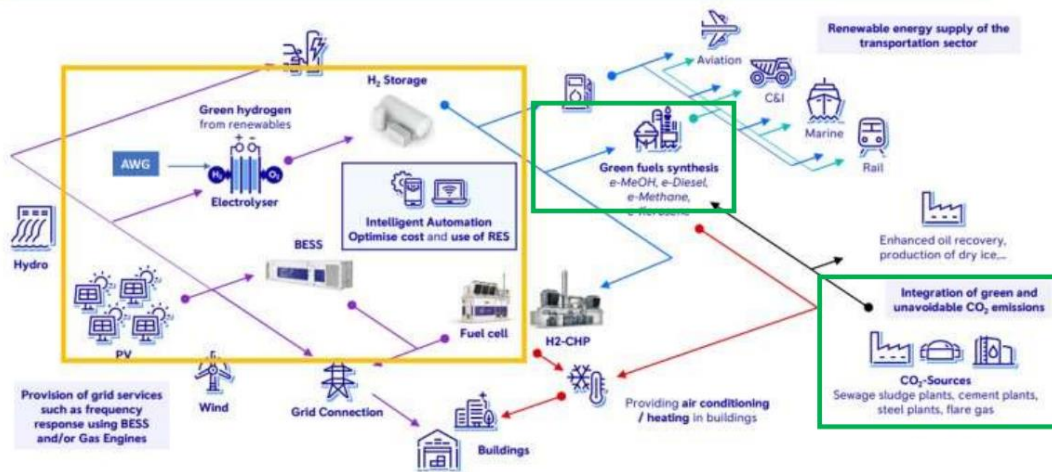 Renewable energy supply of the
transportation sector
Aviation
C&I
Marine
Rail
H₂ Storage
Green hydrogen
from renewables
+ -
AWG
H₂
O₂
Electrolyser
Green fuels synthesis
e-MeOH, e-Diesel,
e-Methane,
e-Kerosene
Intelligent Automation
Optimise cost and use of RES
Hydro
BESS
Enhanced oil recovery,
production of dry ice,...
Integration of green and
unavoidable CO₂ emissions
PV
Fuel cell
H2-CHP
CO₂-Sources
Sewage sludge plants, cement plants,
steel plants, flare gas
Provision of grid services
such as frequency
response using BESS
and/or Gas Engines
Wind
Grid Connection
Providing air conditioning
/ heating in buildings
Buildings